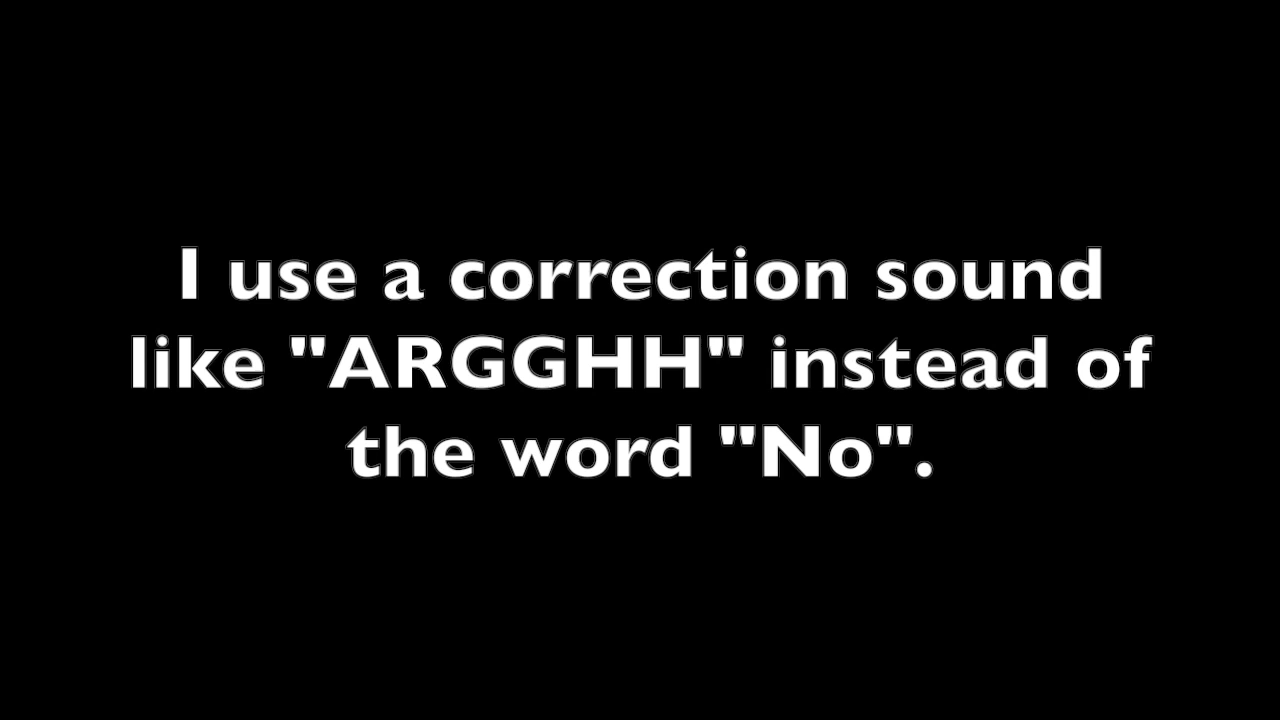 I use a correction sound
like "ARGGHH" instead of
the word "No".